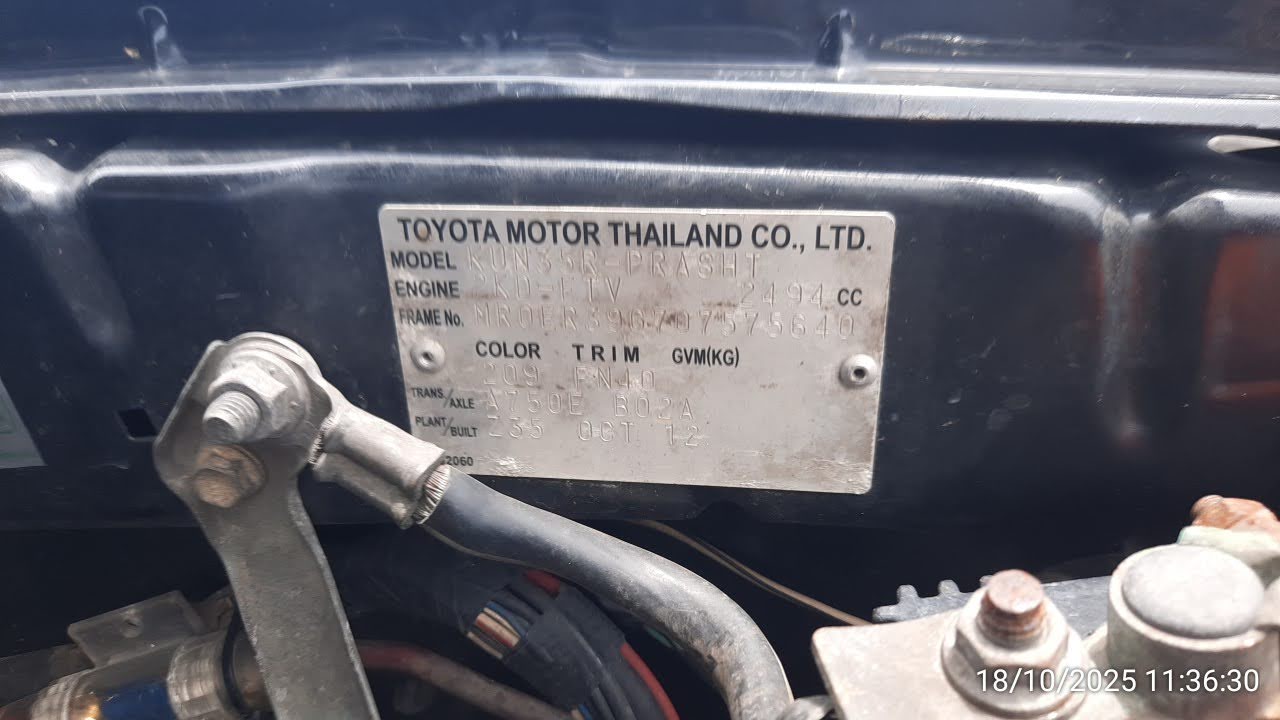 TOYOTA MOTOR THAILAND CO., LTD.
MODEL KUN35R-PRASHT
ENGINE KD-FTV 2494 CC
FRAME No. MR0ER39G707575640
COLOR TRIM GVM(KG)
209 FN40
TRANS./AXLE A750E B02A
PLANT/BUILT Z35 OCT 12
2060
18/10/2025 11:36:30